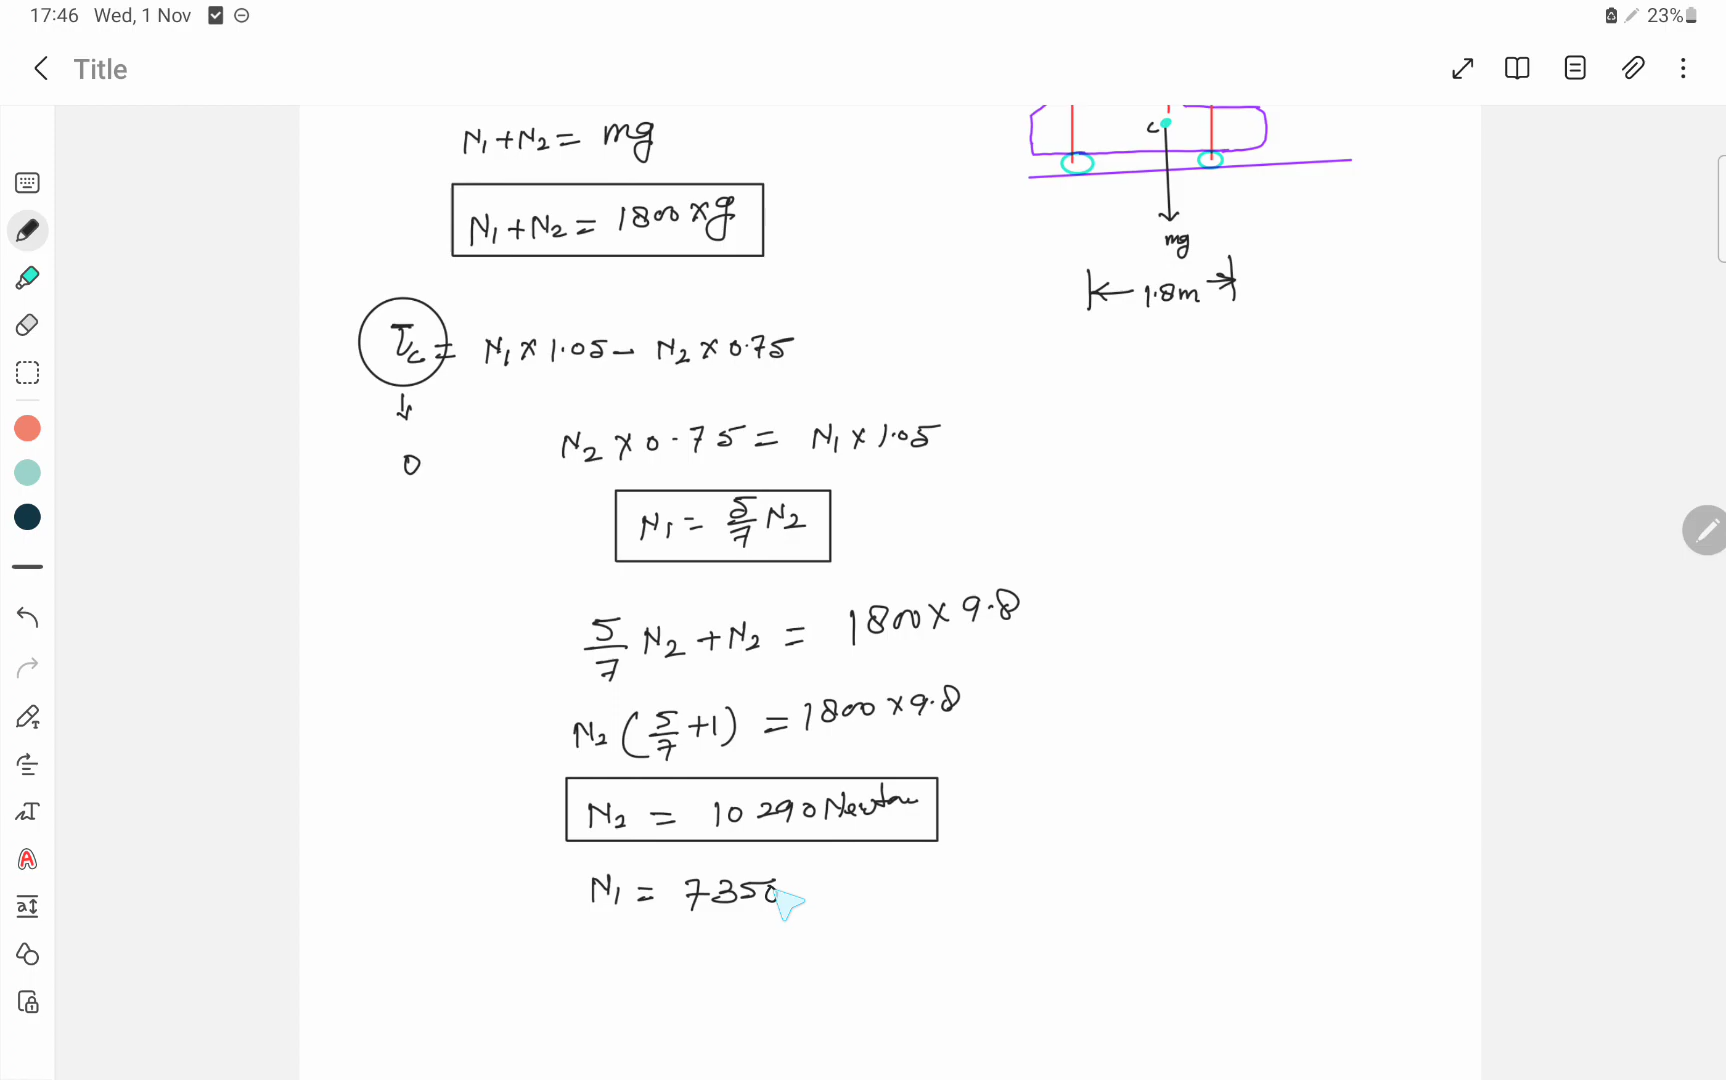 17:46 Wed, 1 Nov 23%
Title
N₁+N₂ = mg
c
N₁+N₂ = 1800×g
mg
1.8m
τc = N₁ × 1.05 - N₂ × 0.75
0
N₂ × 0.75 = N₁ × 1.05
N₁ = 5/7 N₂
5/7 N₂ + N₂ = 1800 × 9.8
N₂ (5/7 + 1) = 1800 × 9.8
N₂ = 10290 Newton
N₁ = 7350